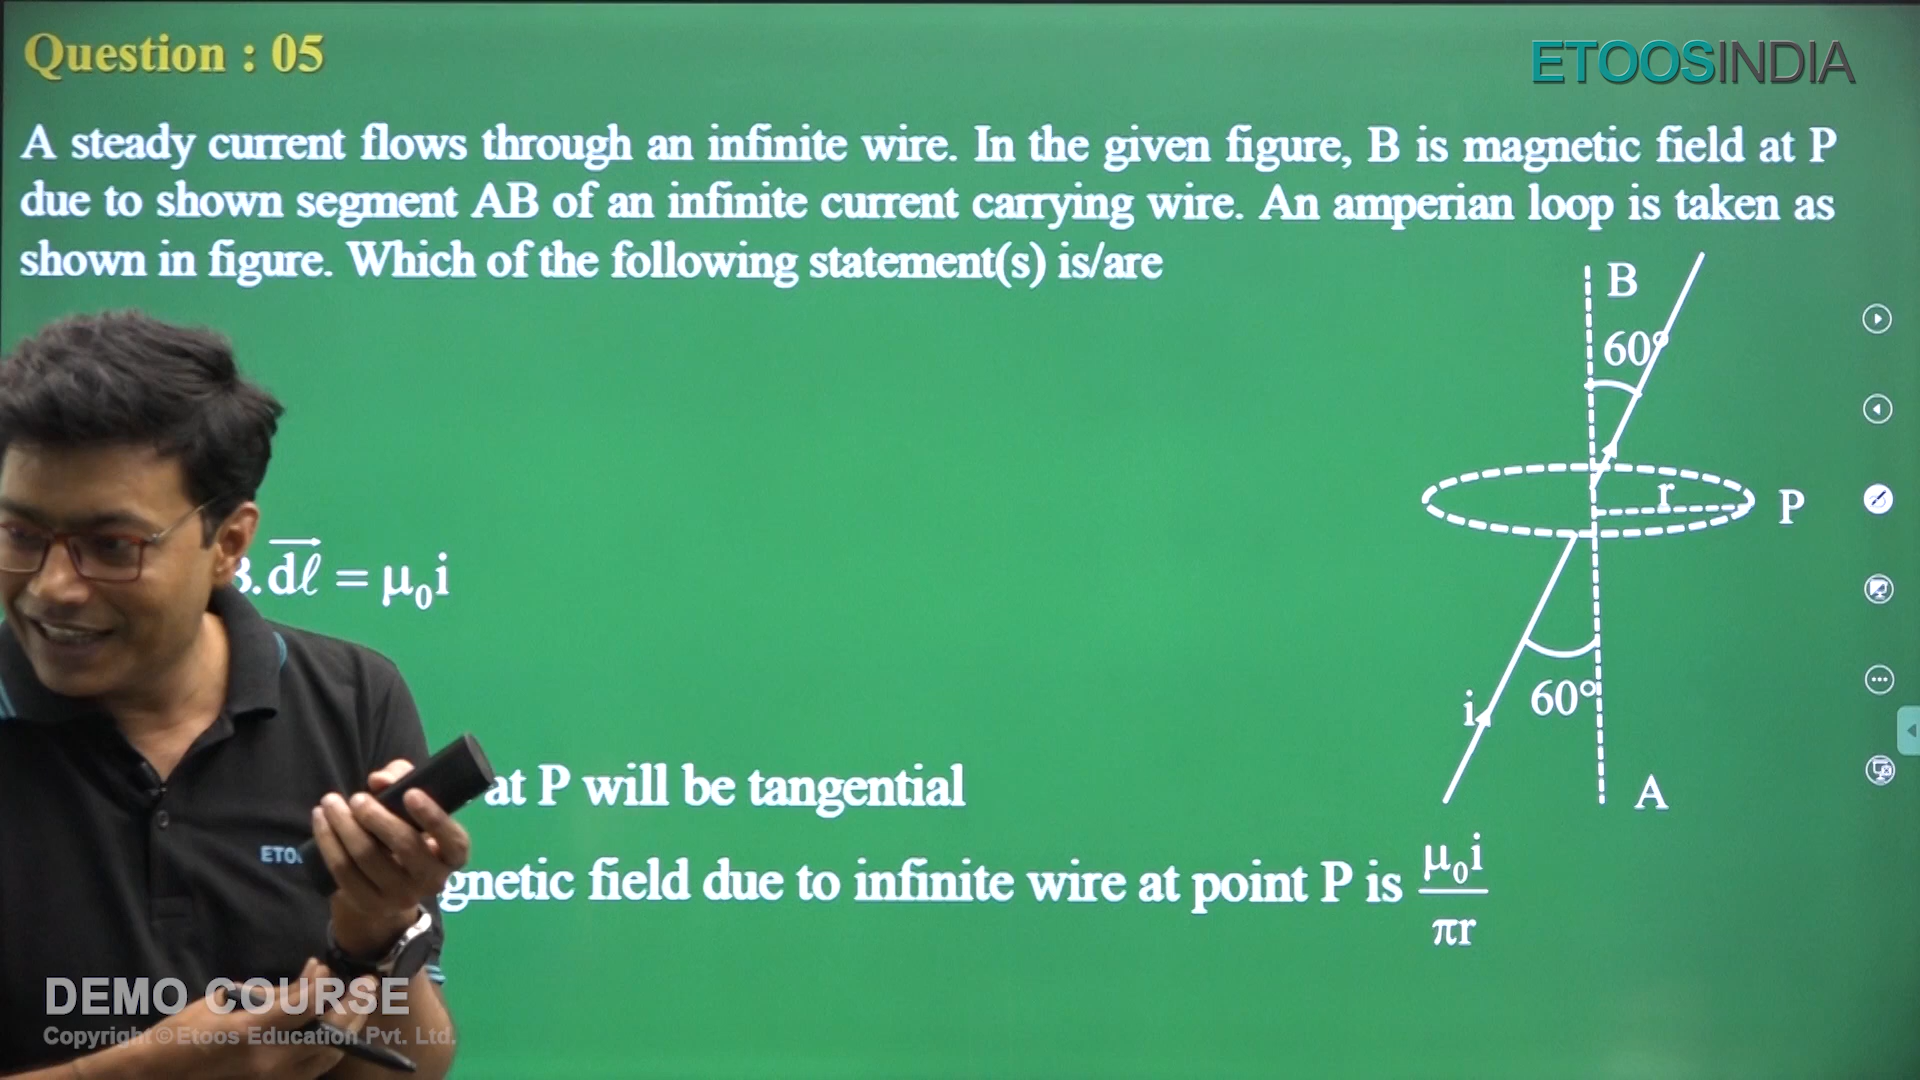 Question : 05
ETOOSINDIA
A steady current flows through an infinite wire. In the given figure, B is magnetic field at P
due to shown segment AB of an infinite current carrying wire. An amperian loop is taken as
shown in figure. Which of the following statement(s) is/are
B
60°
r
P
.dℓ = μ₀i
60°
i
A
at P will be tangential
gnetic field due to infinite wire at point P is μ₀i/πr
ETO
DEMO COURSE
Copyright © Etoos Education Pvt. Ltd.